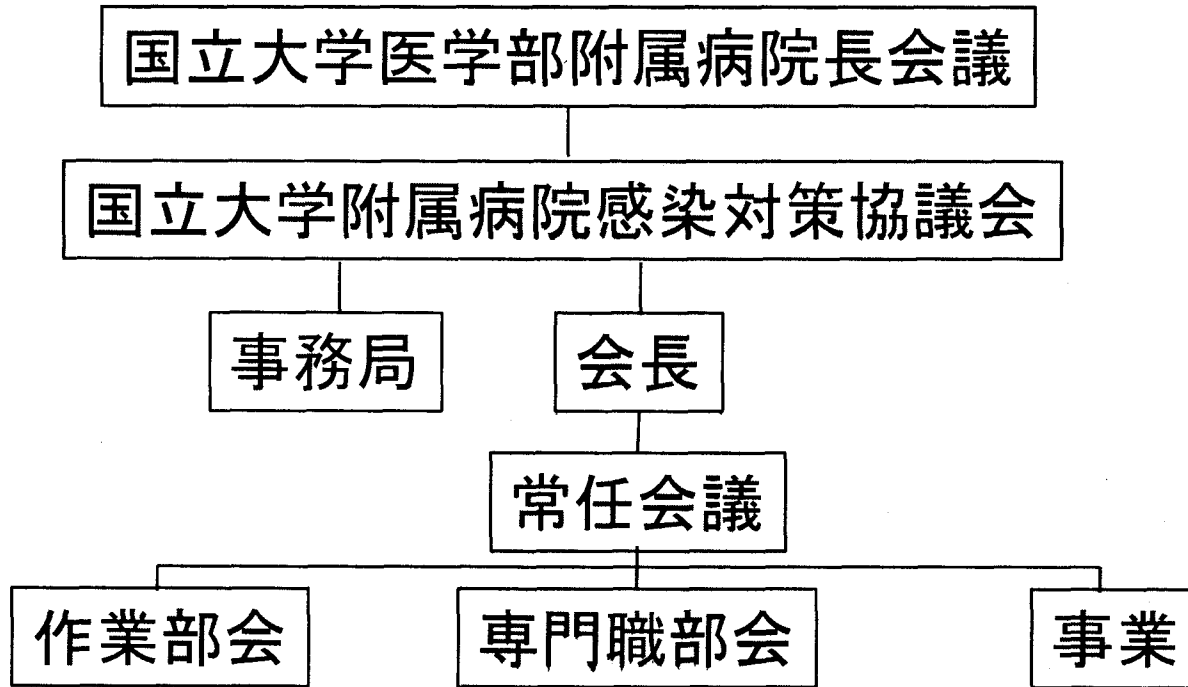 国立大学医学部附属病院長会議
国立大学附属病院感染対策協議会
事務局
会長
常任会議
作業部会
専門職部会
事業